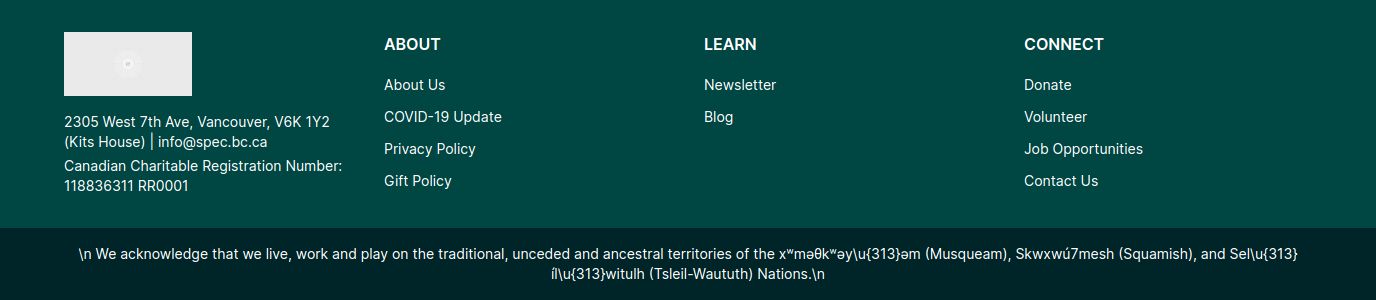 2305 West 7th Ave, Vancouver, V6K 1Y2
(Kits House) | info@spec.bc.ca
Canadian Charitable Registration Number:
118836311 RR0001
ABOUT
About Us
COVID-19 Update
Privacy Policy
Gift Policy
LEARN
Newsletter
Blog
CONNECT
Donate
Volunteer
Job Opportunities
Contact Us
\n We acknowledge that we live, work and play on the traditional, unceded and ancestral territories of the xʷməθkʷəy\u{313}əm (Musqueam), Skwxwú7mesh (Squamish), and Sel\u{313}
íl\u{313}witulh (Tsleil-Waututh) Nations.\n